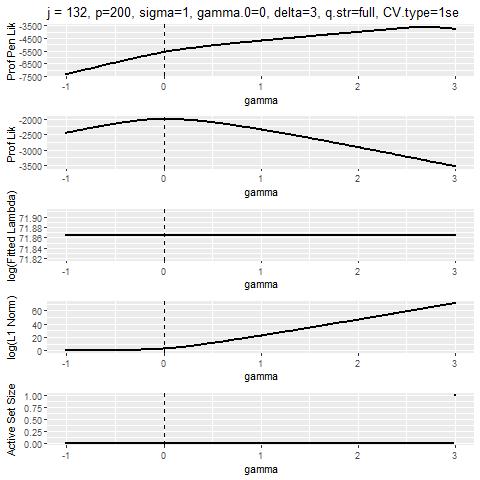 j = 132, p=200, sigma=1, gamma.0=0, delta=3, q.str=full, CV.type=1se
Prof Pen Lik
-3500
-4500
-5500
-6500
-7500
-1 0 1 2 3
gamma
Prof Lik
-2000
-2500
-3000
-3500
-1 0 1 2 3
gamma
log(Fitted Lambda)
71.90
71.88
71.86
71.84
71.82
-1 0 1 2 3
gamma
log(L1 Norm)
60
40
20
0
-1 0 1 2 3
gamma
Active Set Size
1.00
0.75
0.50
0.25
0.00
-1 0 1 2 3
gamma